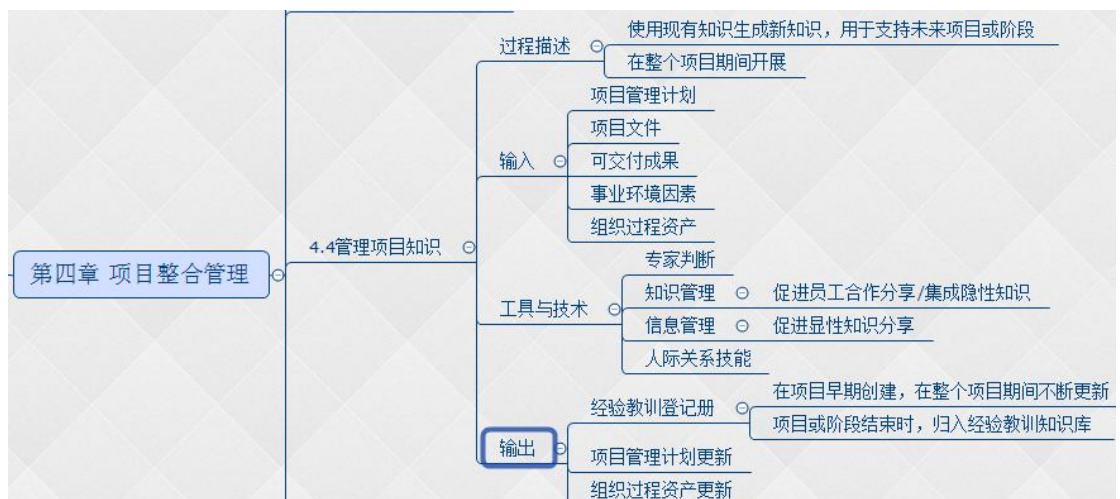 过程描述
使用现有知识生成新知识，用于支持未来项目或阶段
在整个项目期间开展
输入
项目管理计划
项目文件
可交付成果
事业环境因素
组织过程资产
第四章 项目整合管理
4.4管理项目知识
工具与技术
专家判断
知识管理
促进员工合作分享/集成隐性知识
信息管理
促进显性知识分享
人际关系技能
输出
经验教训登记册
在项目早期创建，在整个项目期间不断更新
项目或阶段结束时，归入经验教训知识库
项目管理计划更新
组织过程资产更新